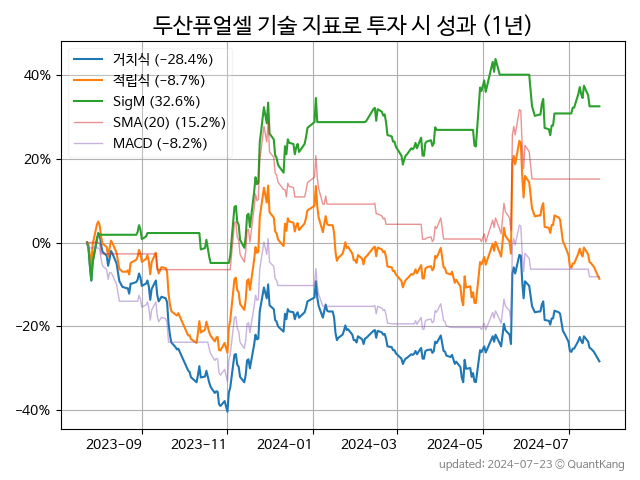 두산퓨얼셀 기술 지표로 투자 시 성과 (1년)
거치식 (−28.4%)
적립식 (−8.7%)
SigM (32.6%)
SMA(20) (15.2%)
MACD (−8.2%)
40%
20%
0%
−20%
−40%
2023-09 2023-11 2024-01 2024-03 2024-05 2024-07
updated: 2024-07-23 © QuantKang